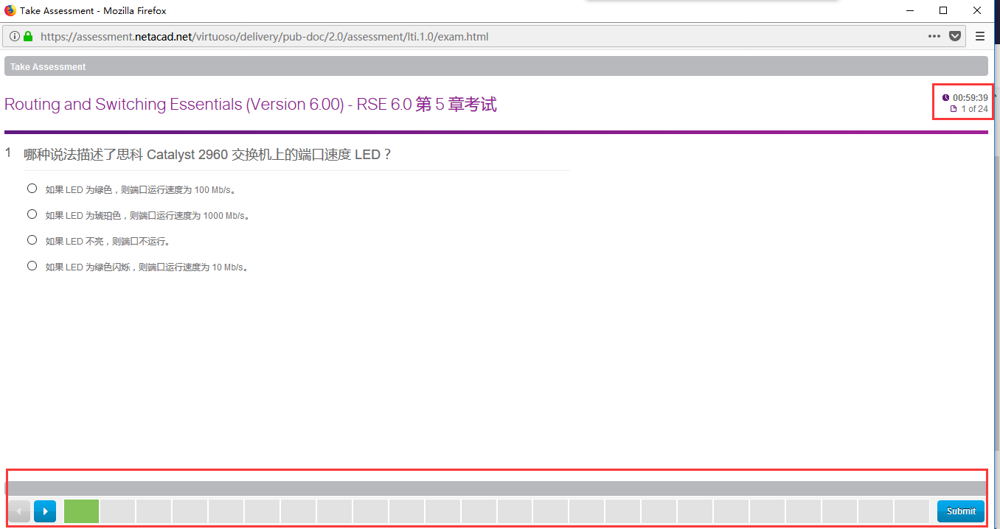 Take Assessment - Mozilla Firefox
https://assessment.netacad.net/virtuoso/delivery/pub-doc/2.0/assessment/lti.1.0/exam.html
Take Assessment
Routing and Switching Essentials (Version 6.00) - RSE 6.0 第 5 章考试
00:59:39
1 of 24
1 哪种说法描述了思科 Catalyst 2960 交换机上的端口速度 LED？
如果 LED 为绿色，则端口运行速度为 100 Mb/s。
如果 LED 为琥珀色，则端口运行速度为 1000 Mb/s。
如果 LED 不亮，则端口不运行。
如果 LED 为绿色闪烁，则端口运行速度为 10 Mb/s。
Submit